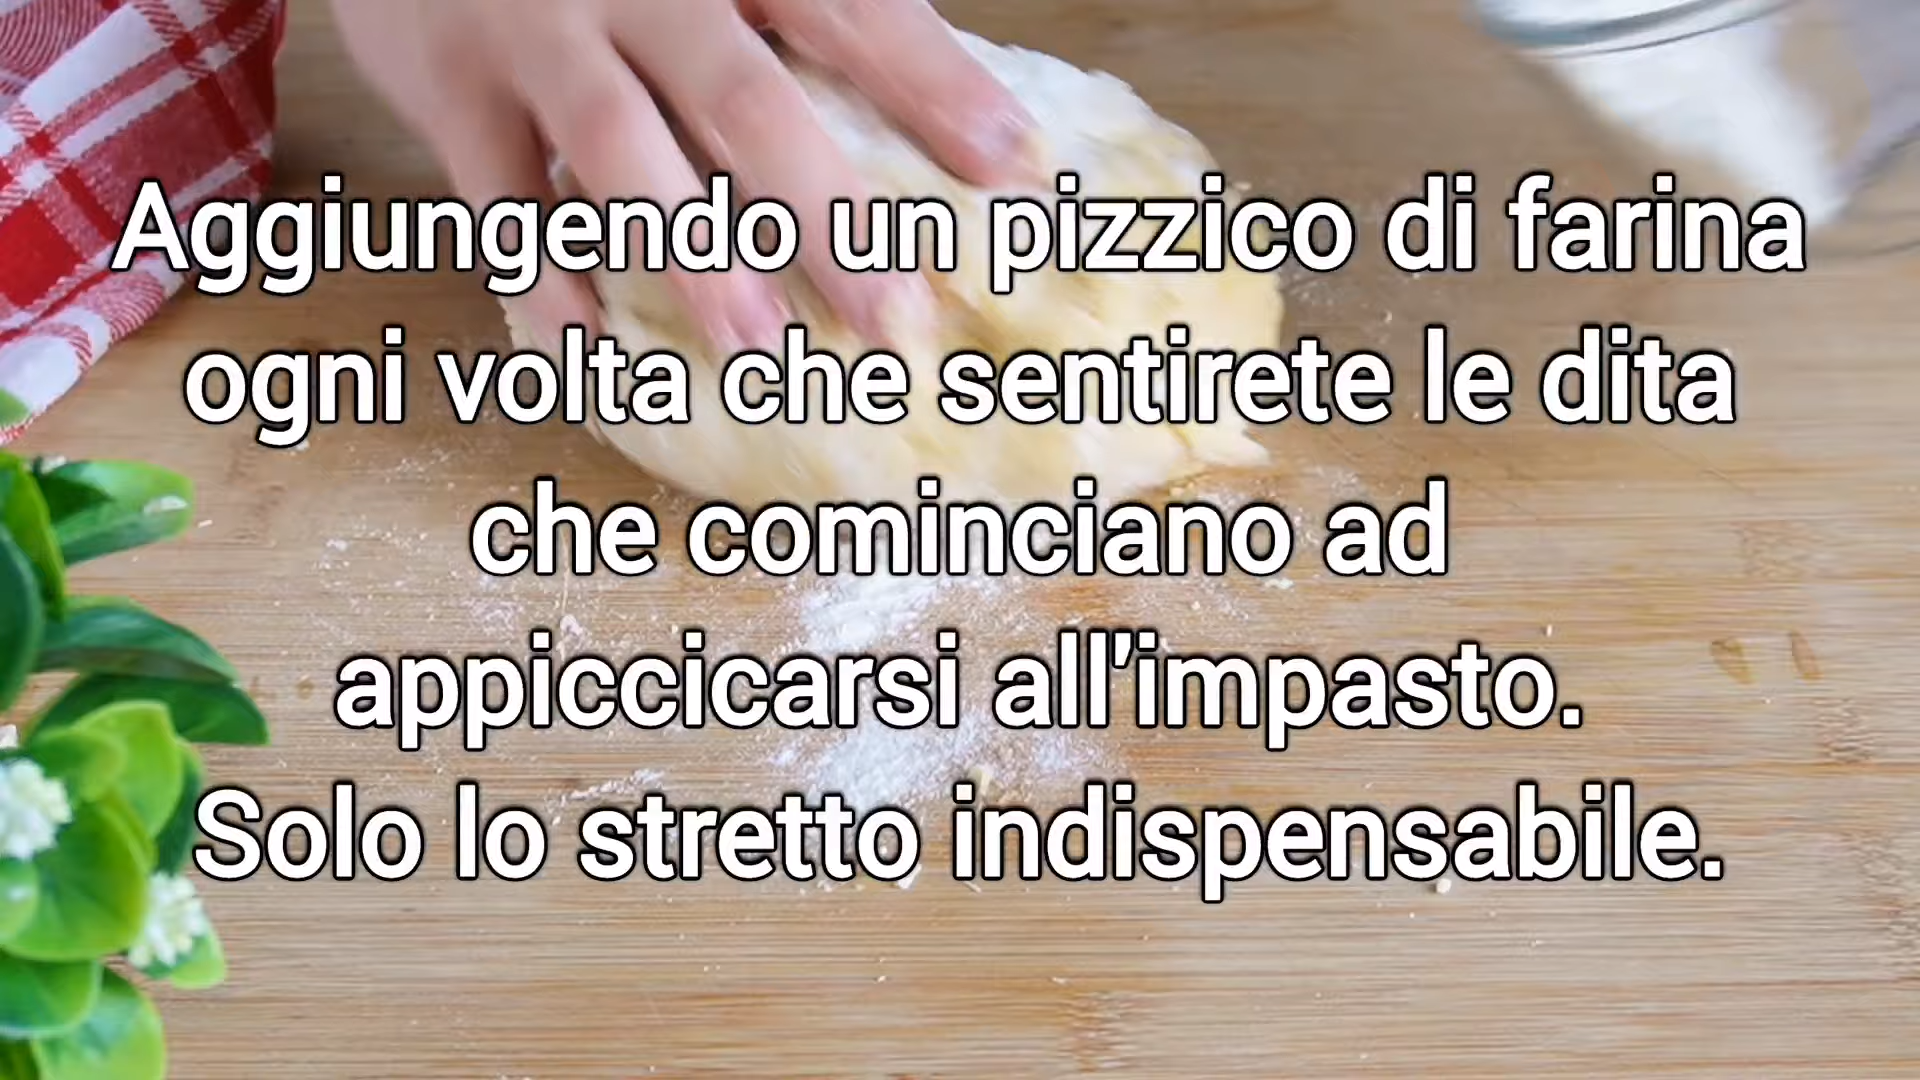 Aggiungendo un pizzico di farina
ogni volta che sentirete le dita
che cominciano ad
appiccicarsi all'impasto.
Solo lo stretto indispensabile.